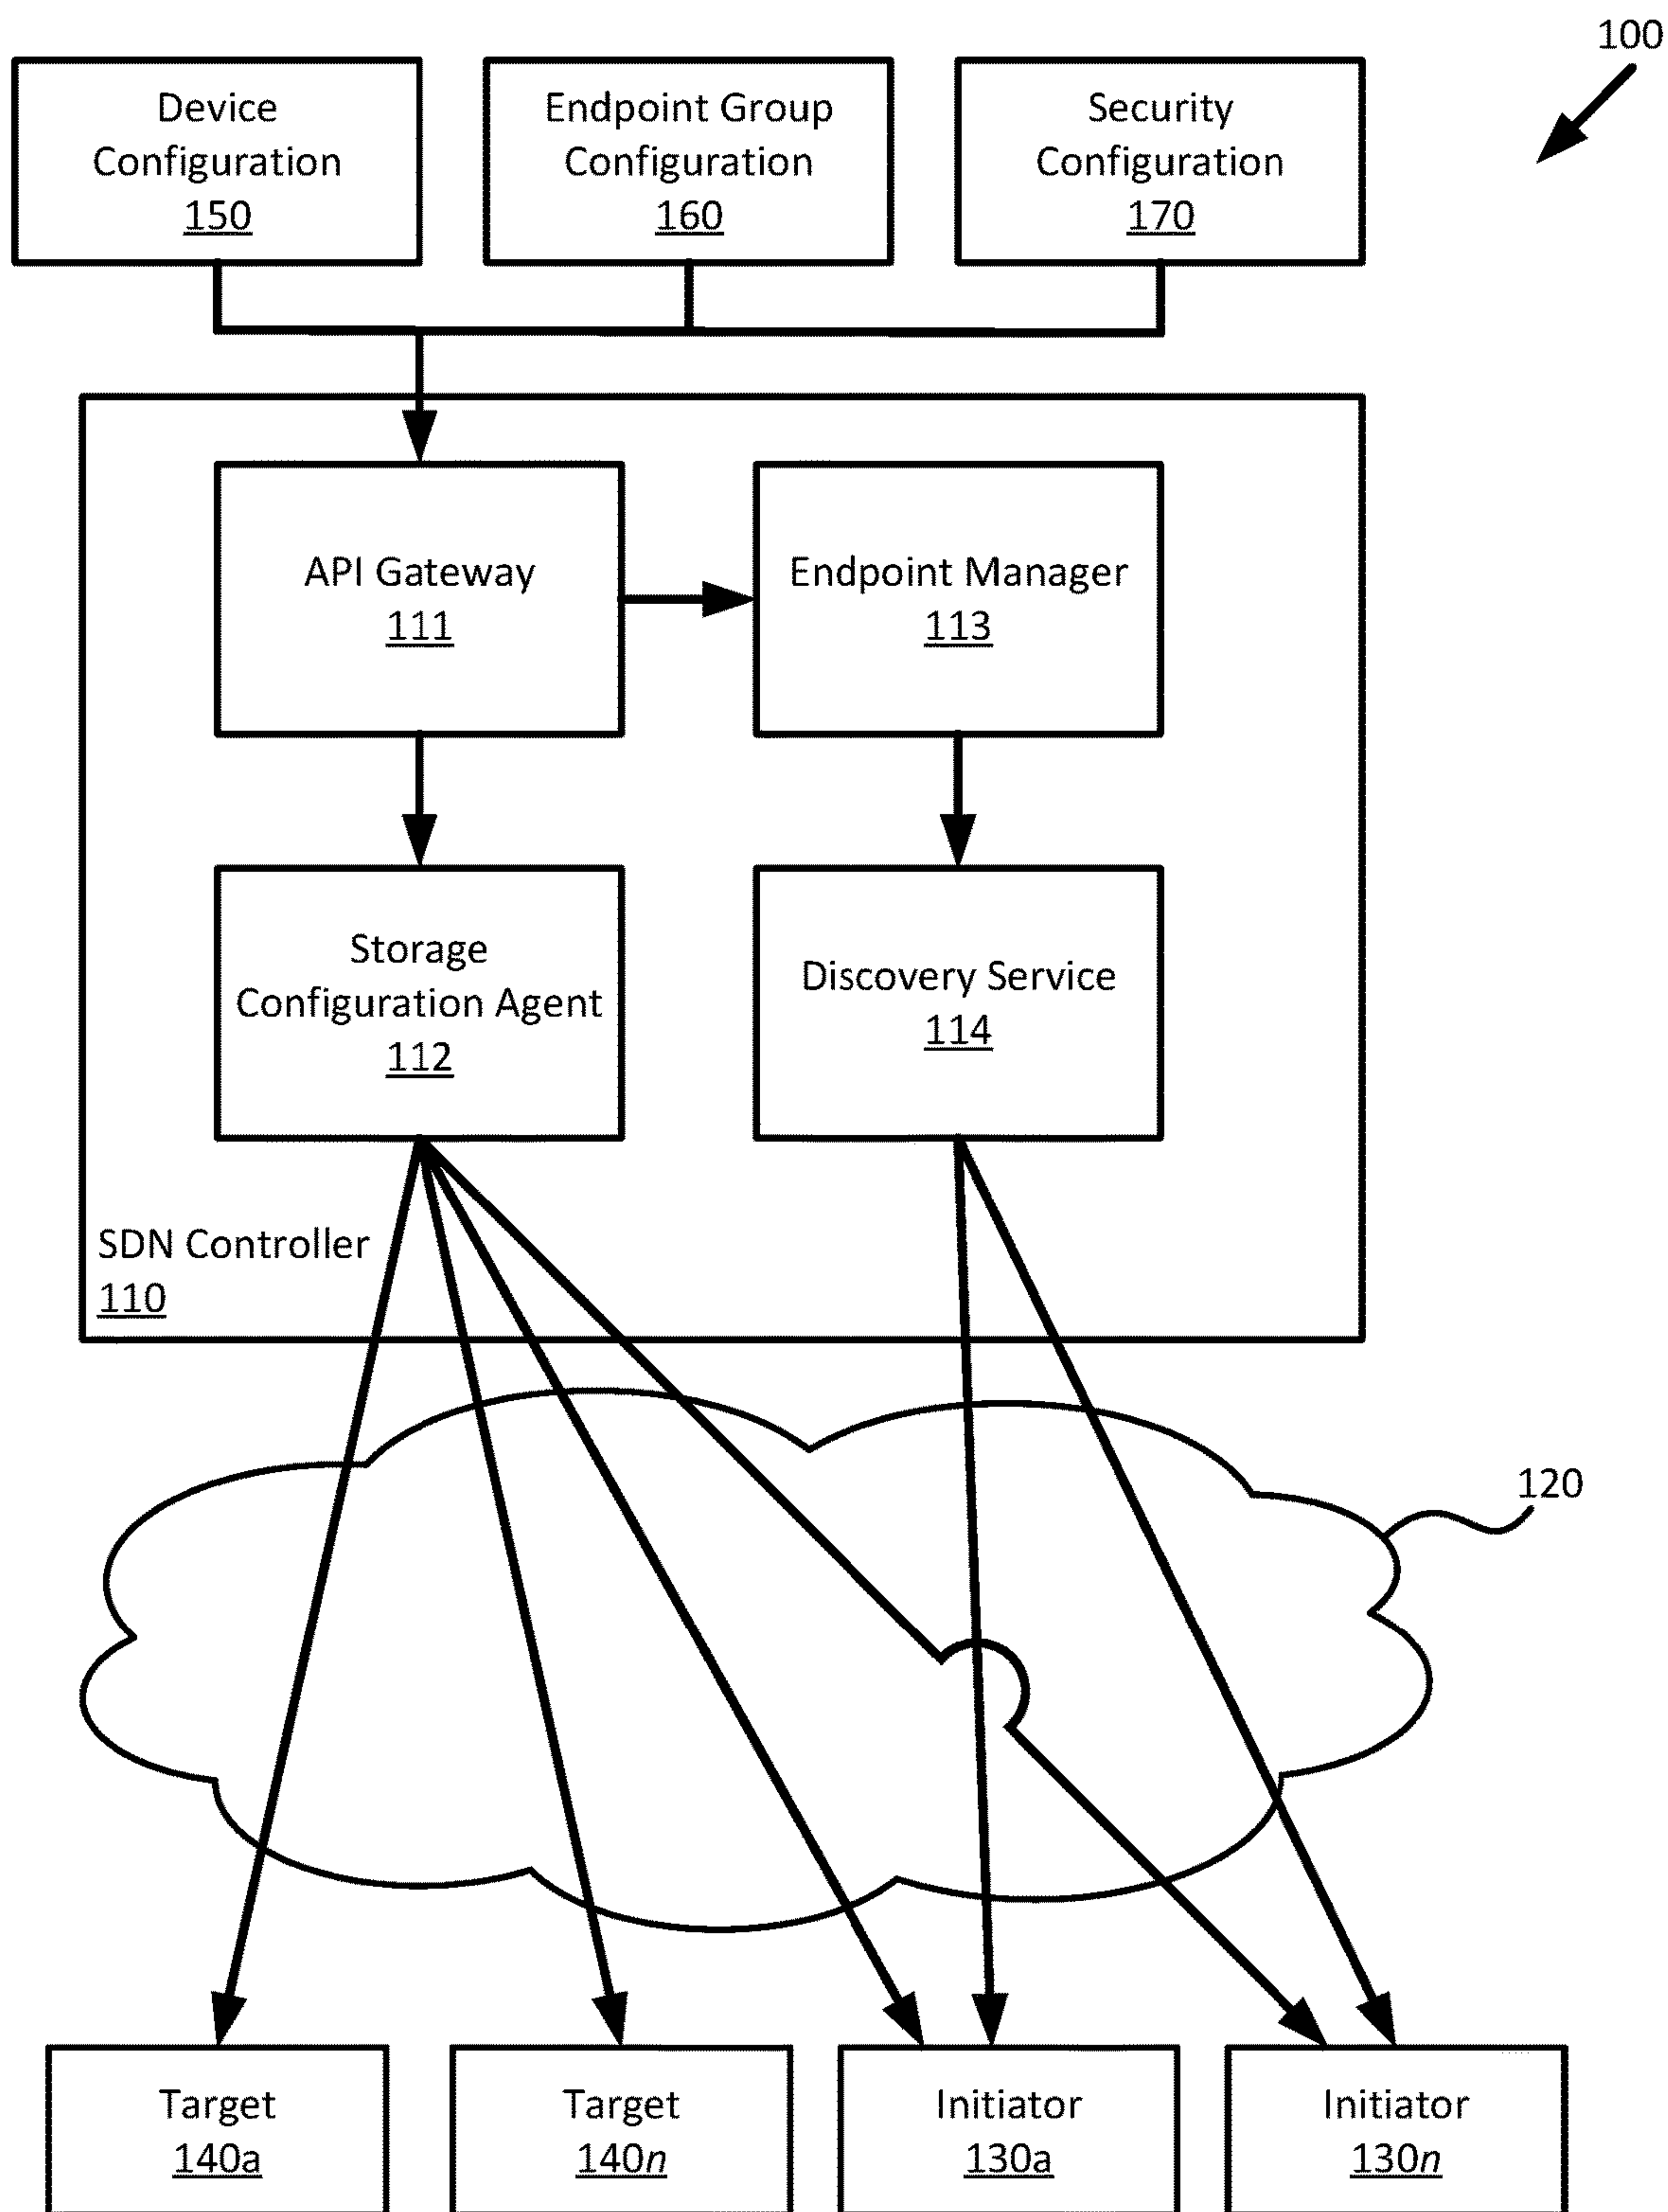 100
Device
Configuration
150
Endpoint Group
Configuration
160
Security
Configuration
170
API Gateway
111
Endpoint Manager
113
Storage
Configuration Agent
112
Discovery Service
114
SDN Controller
110
120
Target
140a
Target
140n
Initiator
130a
Initiator
130n